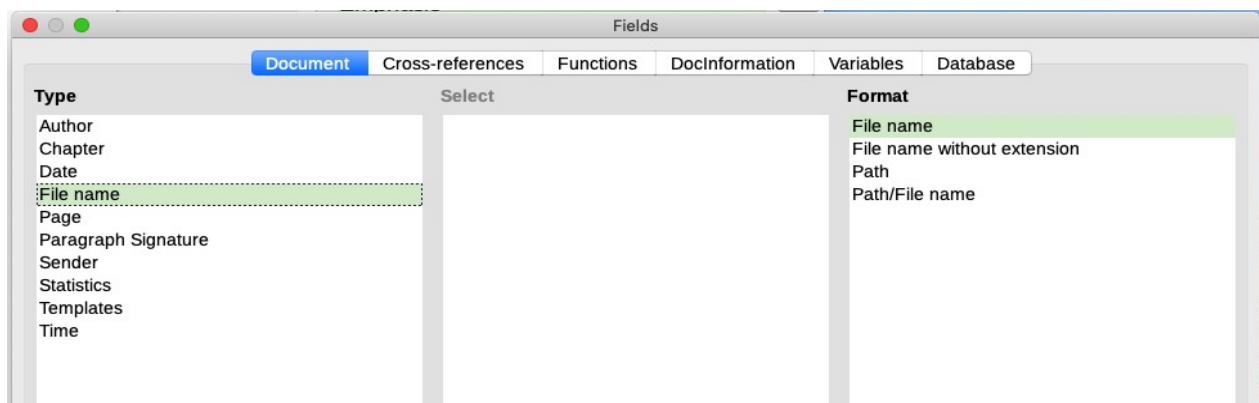 Fields
Document Cross-references Functions DocInformation Variables Database
Type
Author
Chapter
Date
File name
Page
Paragraph Signature
Sender
Statistics
Templates
Time
Select
Format
File name
File name without extension
Path
Path/File name